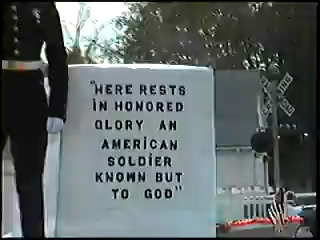 "HERE RESTS
iN HONORED
GLORY AN
AMERICAN
SOLDiER
KNOWN BUT
TO GOD"